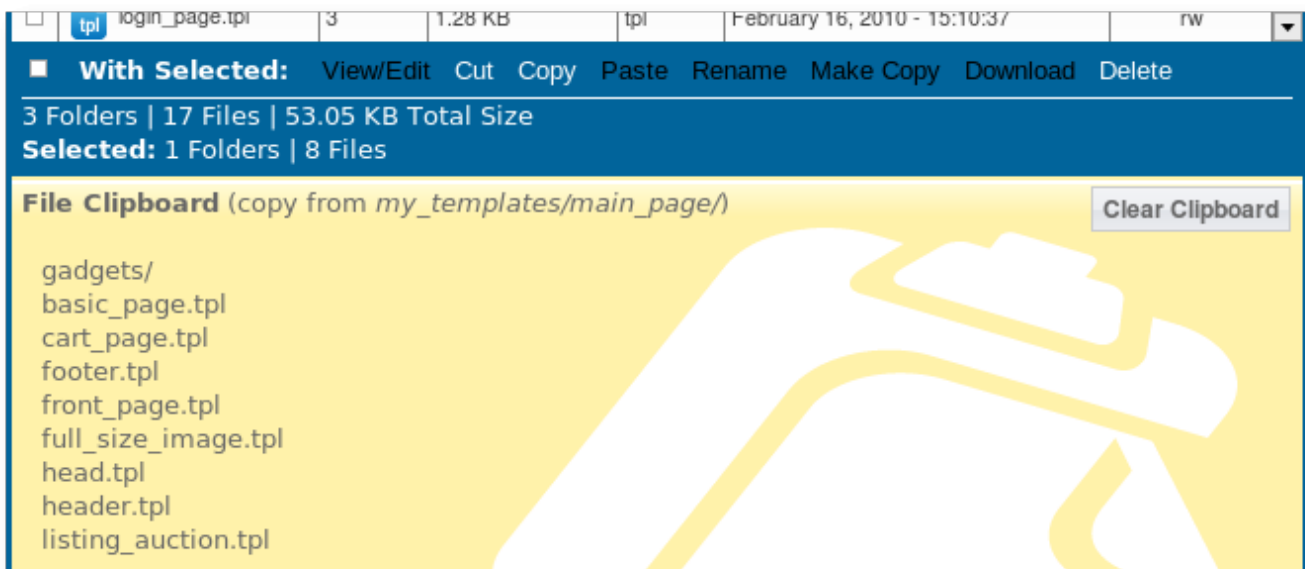 tpl login_page.tpl 3 1.28 KB tpl February 16, 2010 - 15:10:37 rw
With Selected: View/Edit Cut Copy Paste Rename Make Copy Download Delete
3 Folders | 17 Files | 53.05 KB Total Size
Selected: 1 Folders | 8 Files
File Clipboard (copy from my_templates/main_page/) Clear Clipboard
gadgets/
basic_page.tpl
cart_page.tpl
footer.tpl
front_page.tpl
full_size_image.tpl
head.tpl
header.tpl
listing_auction.tpl